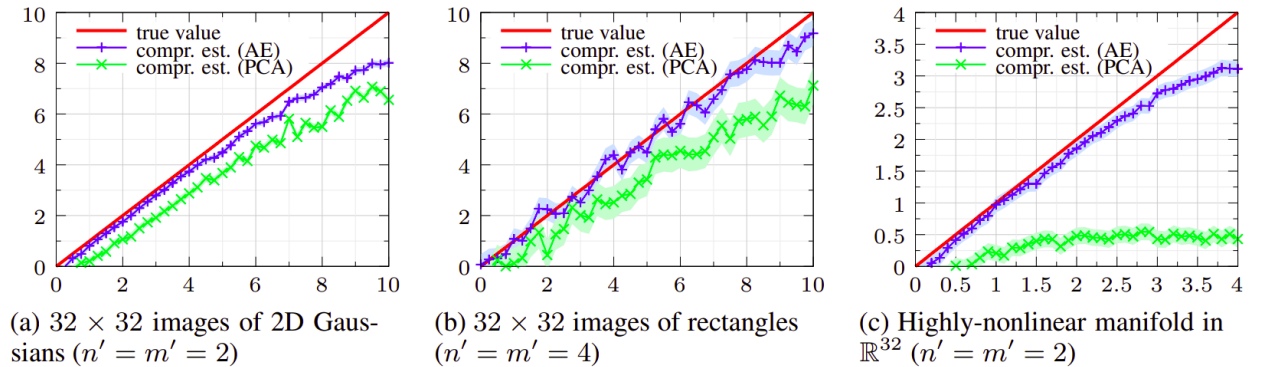 10
8
6
4
2
0
0 2 4 6 8 10
true value
compr. est. (AE)
compr. est. (PCA)
(a) 32 × 32 images of 2D Gaus-
sians (n′ = m′ = 2)
10
8
6
4
2
0
0 2 4 6 8 10
true value
compr. est. (AE)
compr. est. (PCA)
(b) 32 × 32 images of rectangles
(n′ = m′ = 4)
4
3.5
3
2.5
2
1.5
1
0.5
0
0 0.5 1 1.5 2 2.5 3 3.5 4
true value
compr. est. (AE)
compr. est. (PCA)
(c) Highly-nonlinear manifold in
ℝ³² (n′ = m′ = 2)